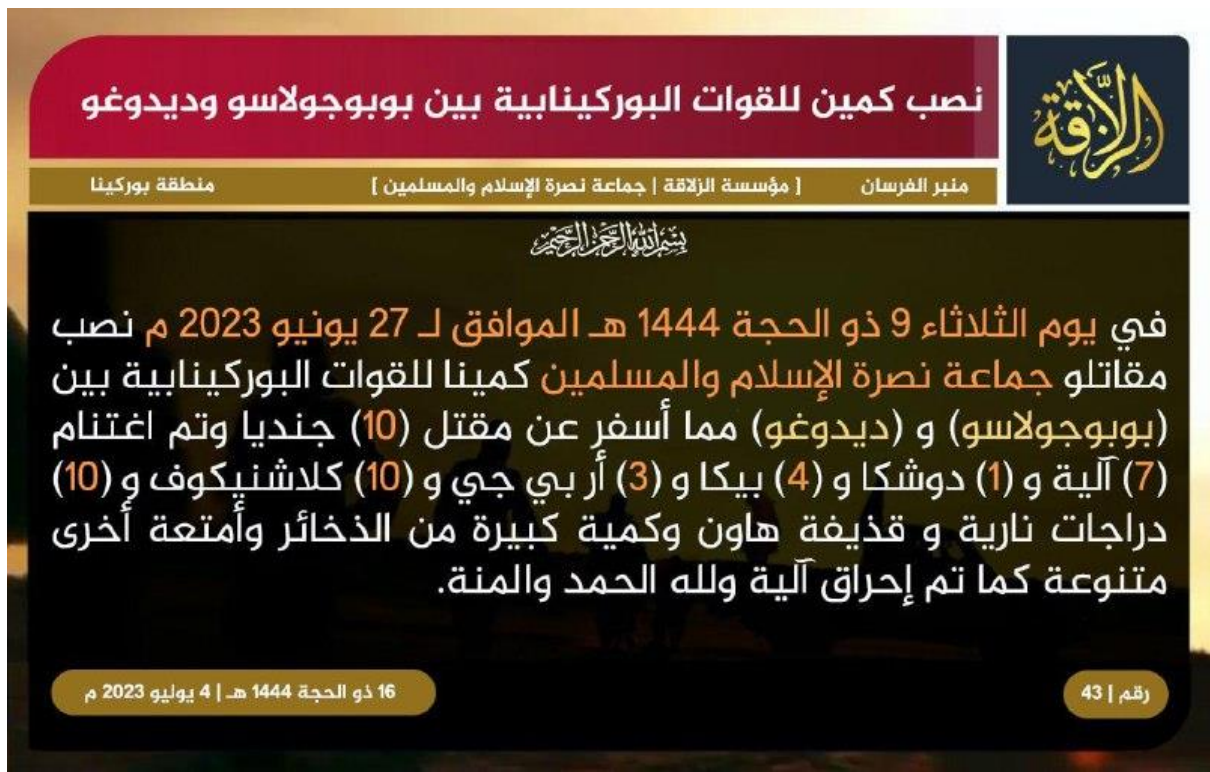 نصب كمين للقوات البوركينابية بين بوبوجولاسو وديدوغو
الزلاقة
منبر الفرسان [ مؤسسة الزلاقة | جماعة نصرة الإسلام والمسلمين ] منطقة بوركينا
بسم الله الرحمن الرحيم
في يوم الثلاثاء 9 ذو الحجة 1444 هـ الموافق لـ 27 يونيو 2023 م نصب
مقاتلو جماعة نصرة الإسلام والمسلمين كمينا للقوات البوركينابية بين
(بوبوجولاسو) و (ديدوغو) مما أسفر عن مقتل (10) جنديا وتم اغتنام
(7) آلية و (1) دوشكا و (4) بيكا و (3) أر بي جي و (10) كلاشنيكوف و (10)
دراجات نارية و قذيفة هاون وكمية كبيرة من الذخائر وأمتعة أخرى
متنوعة كما تم إحراق آلية ولله الحمد والمنة.
رقم | 43
16 ذو الحجة 1444 هـ | 4 يوليو 2023 م